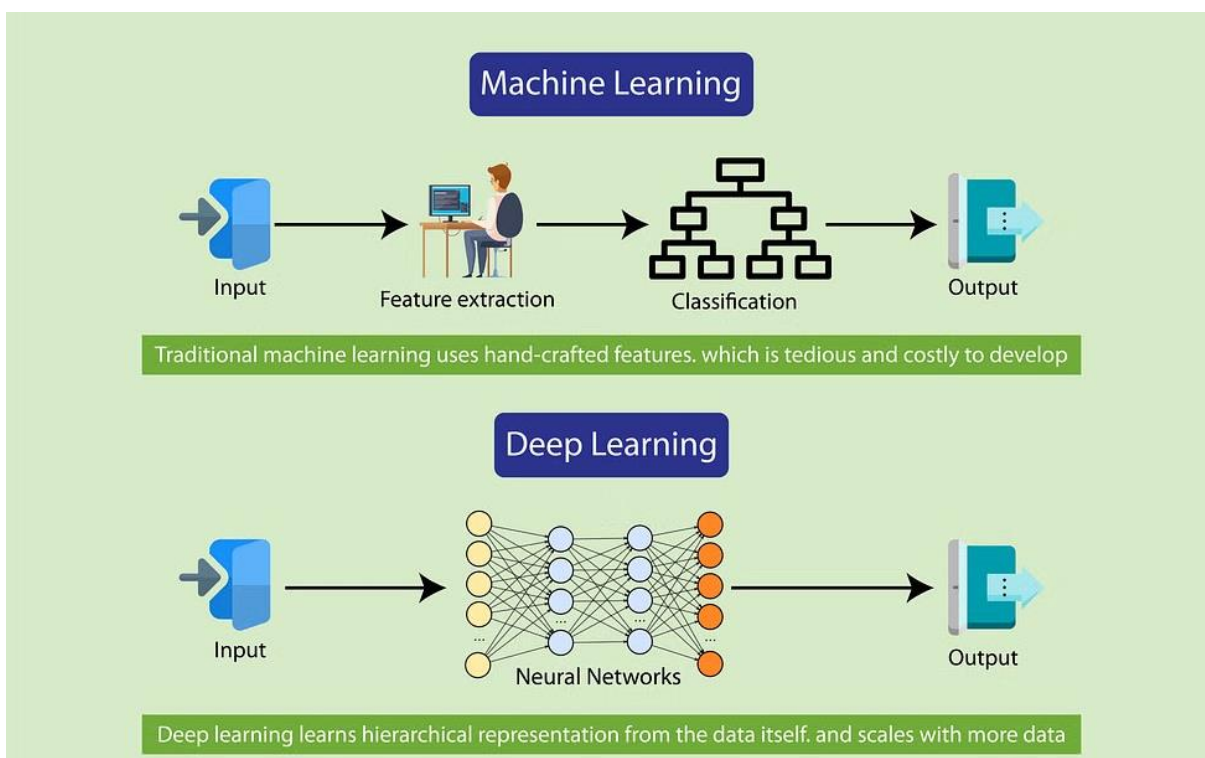 Machine Learning
Input
Feature extraction
Classification
Output
Traditional machine learning uses hand-crafted features. which is tedious and costly to develop
Deep Learning
...
...
...
...
Input
Neural Networks
Output
Deep learning learns hierarchical representation from the data itself. and scales with more data